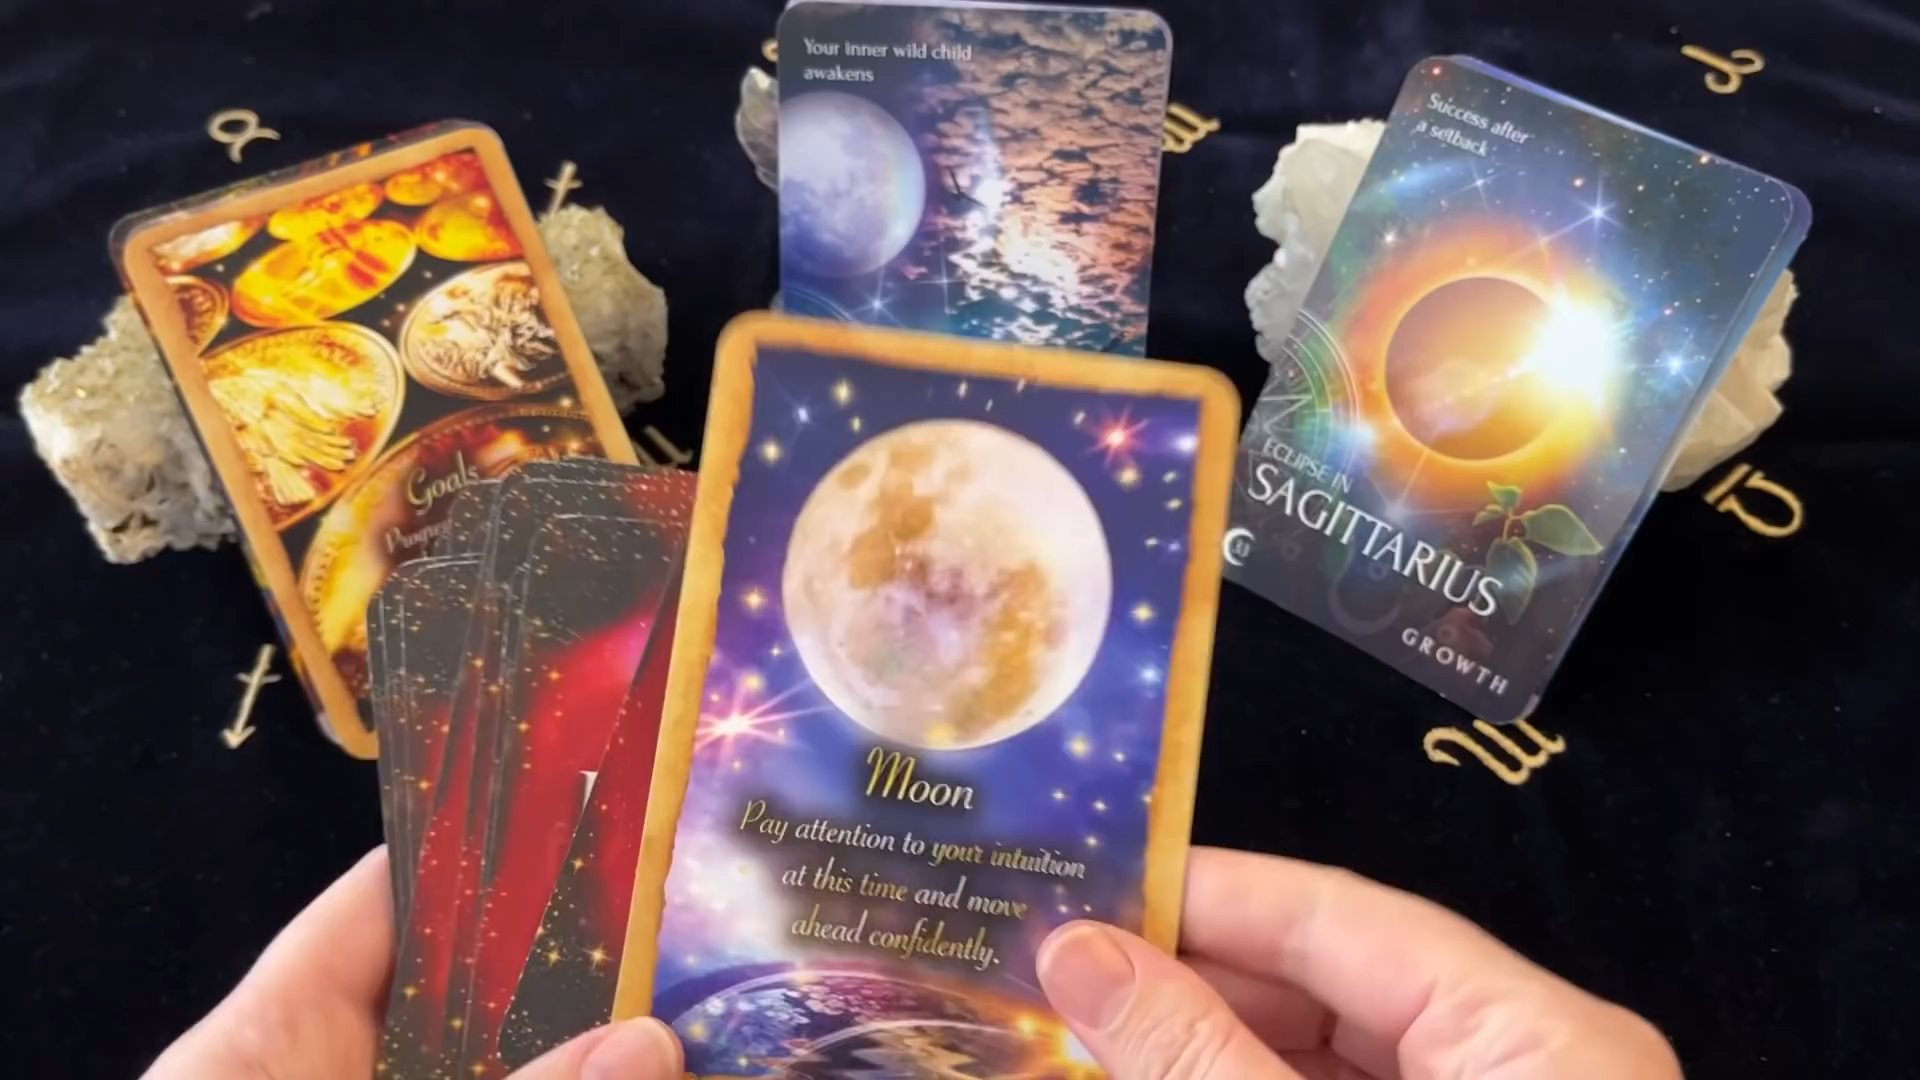 Your inner wild child
awakens
Success after
a setback
Goals
ECLIPSE IN
SAGITTARIUS
GROWTH
Moon
Pay attention to your intuition
at this time and move
ahead confidently.